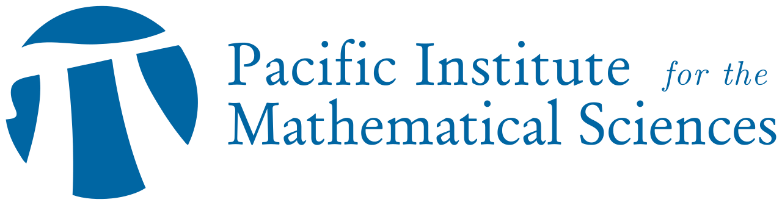 Pacific Institute for the
Mathematical Sciences